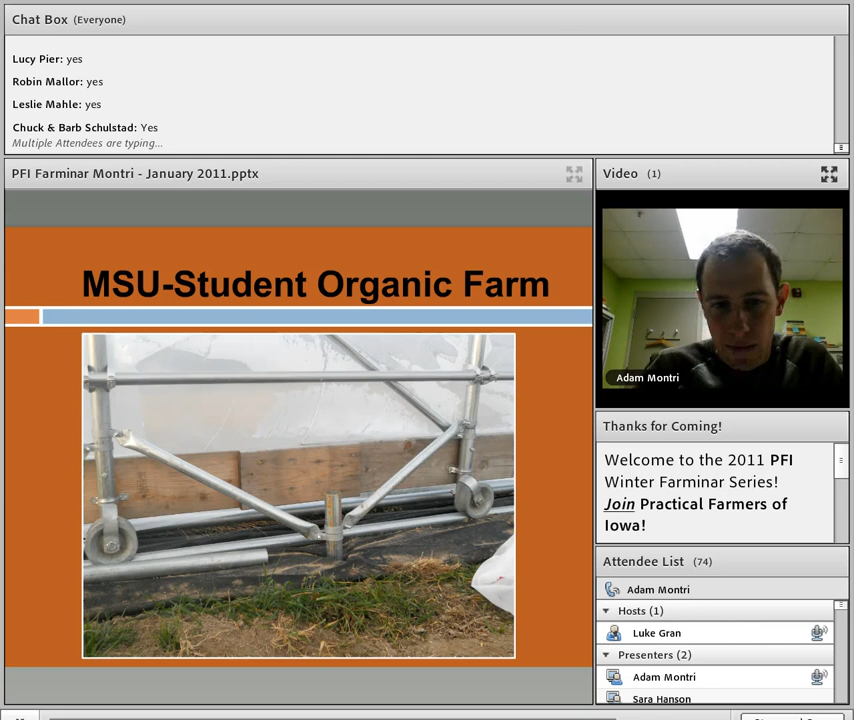 Chat Box (Everyone)
Lucy Pier: yes
Robin Mallor: yes
Leslie Mahle: yes
Chuck & Barb Schulstad: Yes
Multiple Attendees are typing...
PFI Farminar Montri - January 2011.pptx
MSU-Student Organic Farm
Video (1)
Adam Montri
Thanks for Coming!
Welcome to the 2011 PFI
Winter Farminar Series!
Join Practical Farmers of
Iowa!
Attendee List (74)
Adam Montri
Hosts (1)
Luke Gran
Presenters (2)
Adam Montri
Sara Hanson